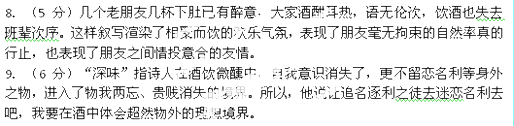 8. (5 分) 几个老朋友几杯下肚已有醉意，大家酒酣耳热，语无伦次，饮酒也失去
班辈次序。这样叙写渲染了相聚而饮的欢乐气氛，表现了朋友毫无拘束的自然率真的
行止，也表现了朋友之间情投意合的友情。
9. (6 分) “深味”指诗人在酒饮微醺中，自我意识消失了，更不留恋名利等身外
之物，进入了物我两忘、贵贱消失的境界。所以，他说让追名逐利之徒去迷恋名利去
吧，我要在酒中体会超然物外的理想境界。